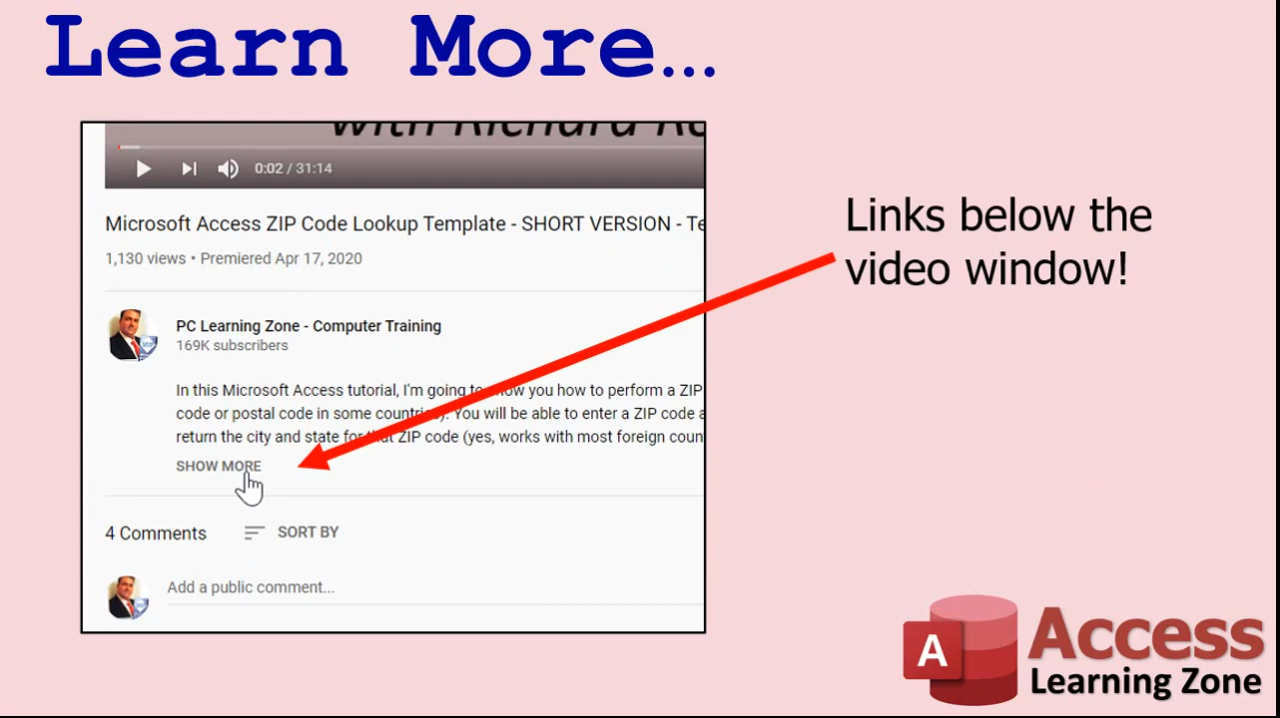 Learn More...
with Richard
0:02 / 31:14
Microsoft Access ZIP Code Lookup Template - SHORT VERSION - Te
1,130 views • Premiered Apr 17, 2020
PC Learning Zone - Computer Training
169K subscribers
In this Microsoft Access tutorial, I'm going to show you how to perform a ZIP
code or postal code in some countries). You will be able to enter a ZIP code a
return the city and state for that ZIP code (yes, works with most foreign coun
SHOW MORE
4 Comments
SORT BY
Add a public comment...
Links below the
video window!
A
Access
Learning Zone